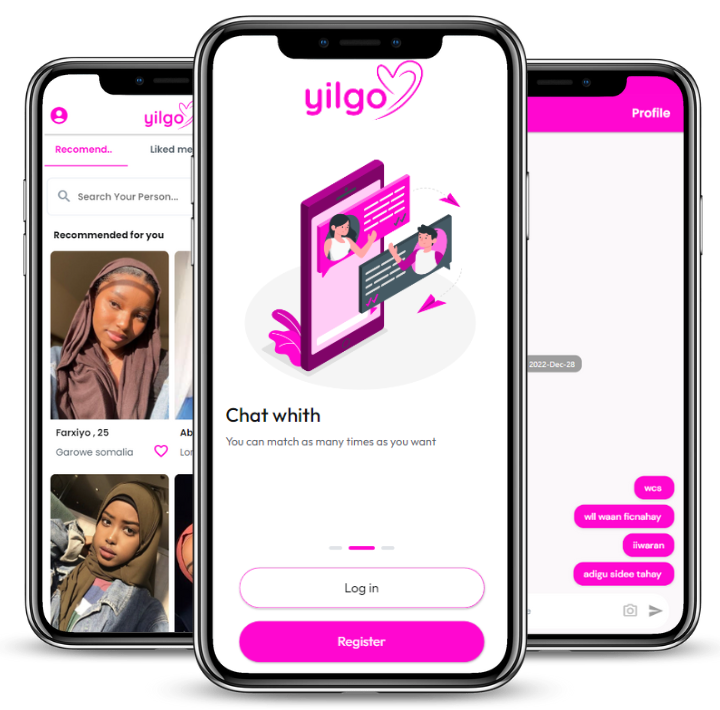 yilgo
Recomend..
Liked me
Search Your Person...
Recommended for you
Farxiyo , 25
Garowe somalia
Ab
Lor
yilgo
Chat whith
You can match as many times as you want
Log in
Register
Profile
2022-Dec-28
wcs
wll waan ficnahay
iiwaran
adigu sidee tahay